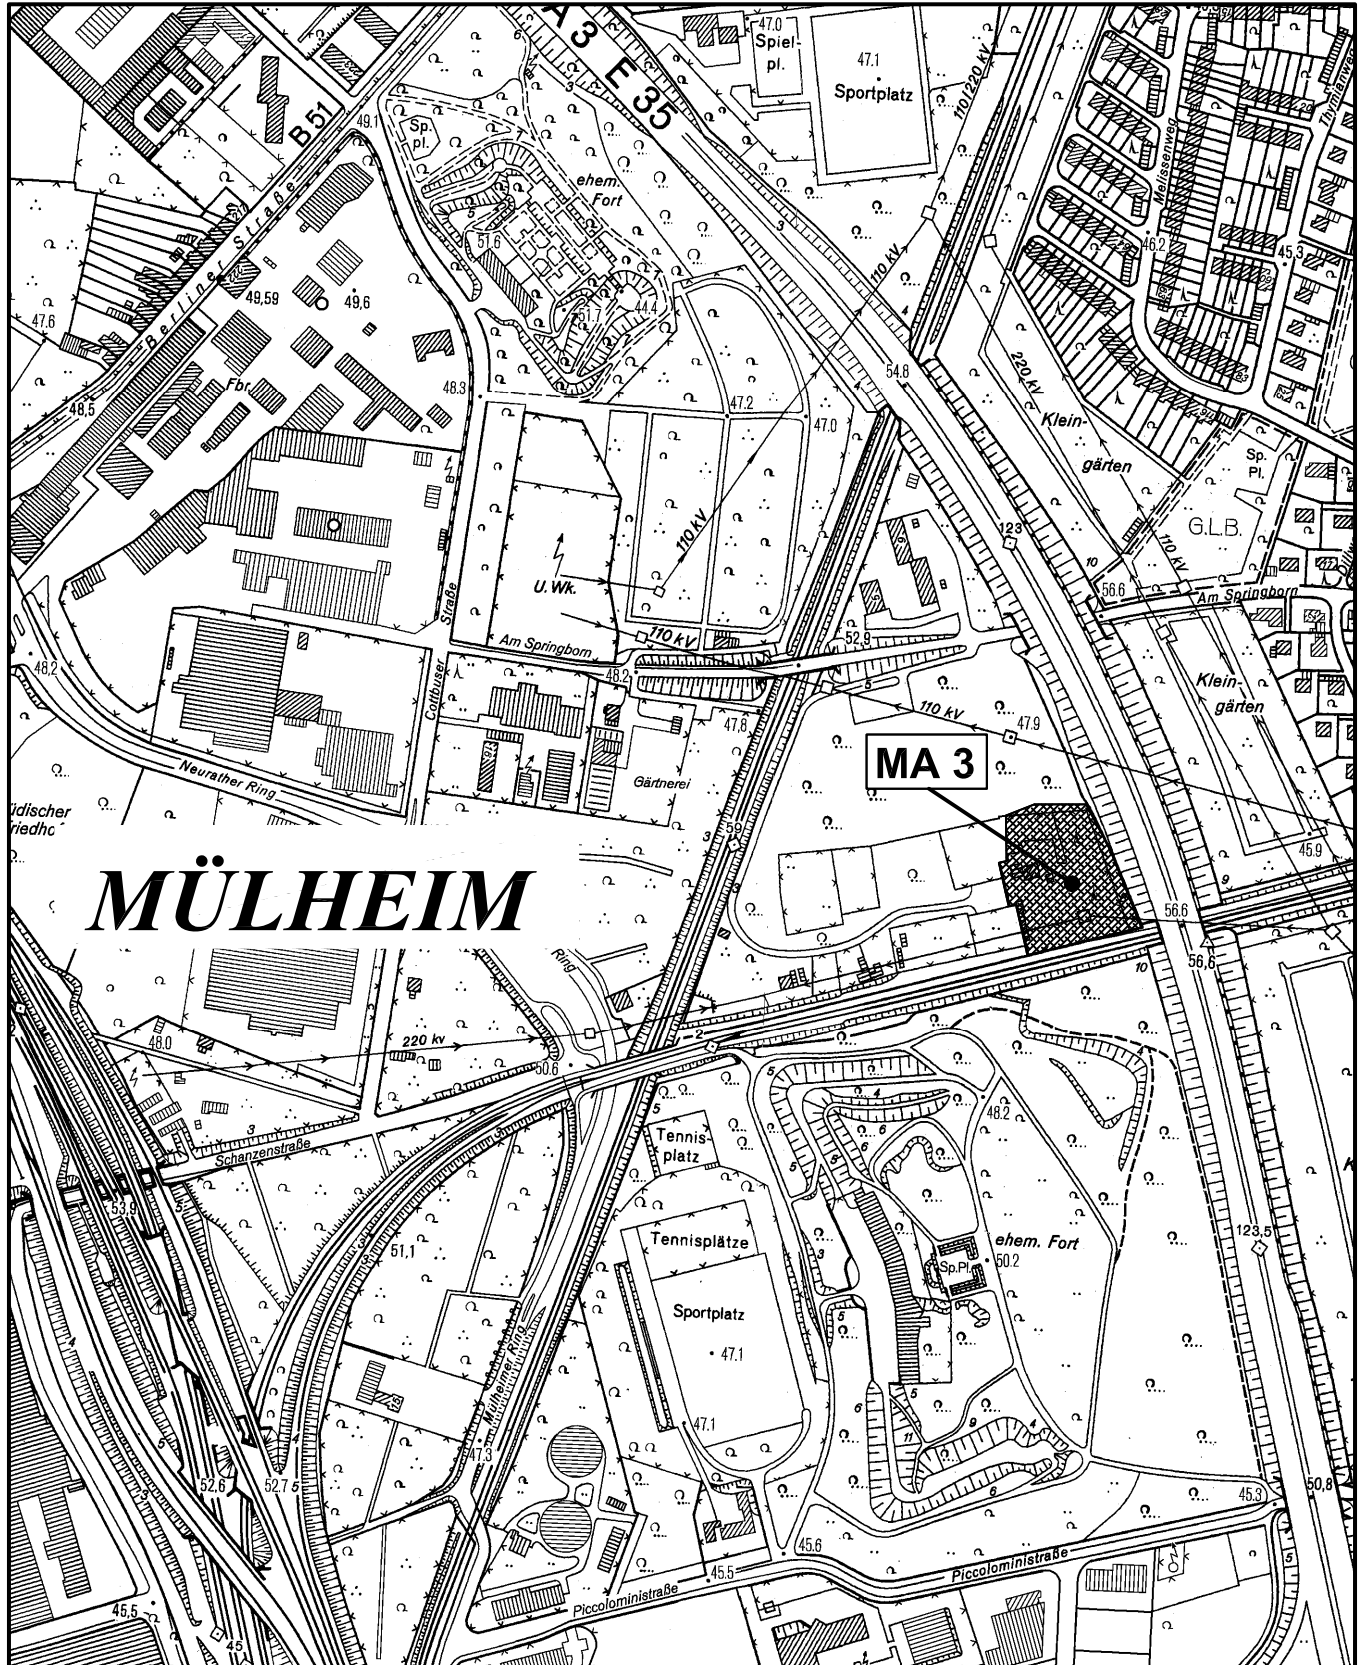 A 3 E 35
47.0
Spiel-
pl.
47.1
Sportplatz
110/220 kV
Thymianweg
Melissenweg
B 51
49.1
Sp.
pl.
ehem.
Fort
Berliner Straße
51.6
46.2
45,3
49,59
49,6
47.6
51.7
44.4
110 kV
54.8
220 kV
Fbr.
48,5
48.3
47.2
47.0
Klein-
gärten
Sp.
Pl.
G.L.B.
110 kV
123
110 kV
U. Wk.
56.6
Am Springborn
Cottbuser Straße
110 kV
Am Springborn
52,9
48,2
48.2
Klein-
gärten
110 kV
47.9
47,8
MA 3
Neurather Ring
Gärtnerei
59
45.9
MÜLHEIM
56.6
56,6
Ring
48.0
220 kv
50.6
48.2
Tennis-
platz
Schanzenstraße
53,9
51,1
Tennisplätze
ehem. Fort
50.2
Sp.Pl.
123,5
Sportplatz
47.1
Mülheimer Ring
47.1
47.3
52,6
52.7
45.3
50,8
45.6
45.5
Piccoloministraße
Piccoloministraße
45,5
45